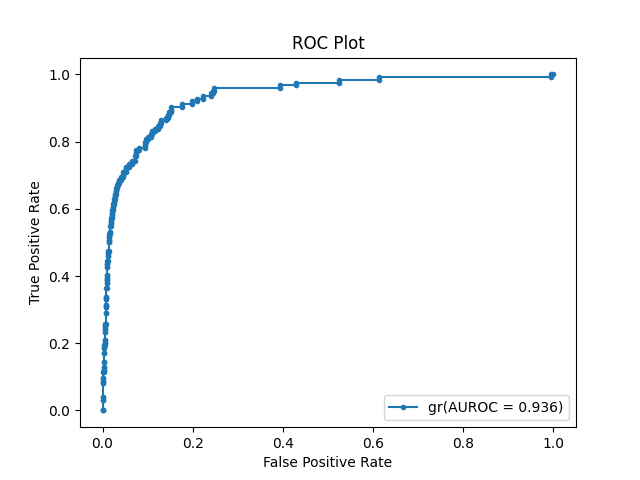 ROC Plot
True Positive Rate
1.0
0.8
0.6
0.4
0.2
0.0
gr(AUROC = 0.936)
0.0 0.2 0.4 0.6 0.8 1.0
False Positive Rate